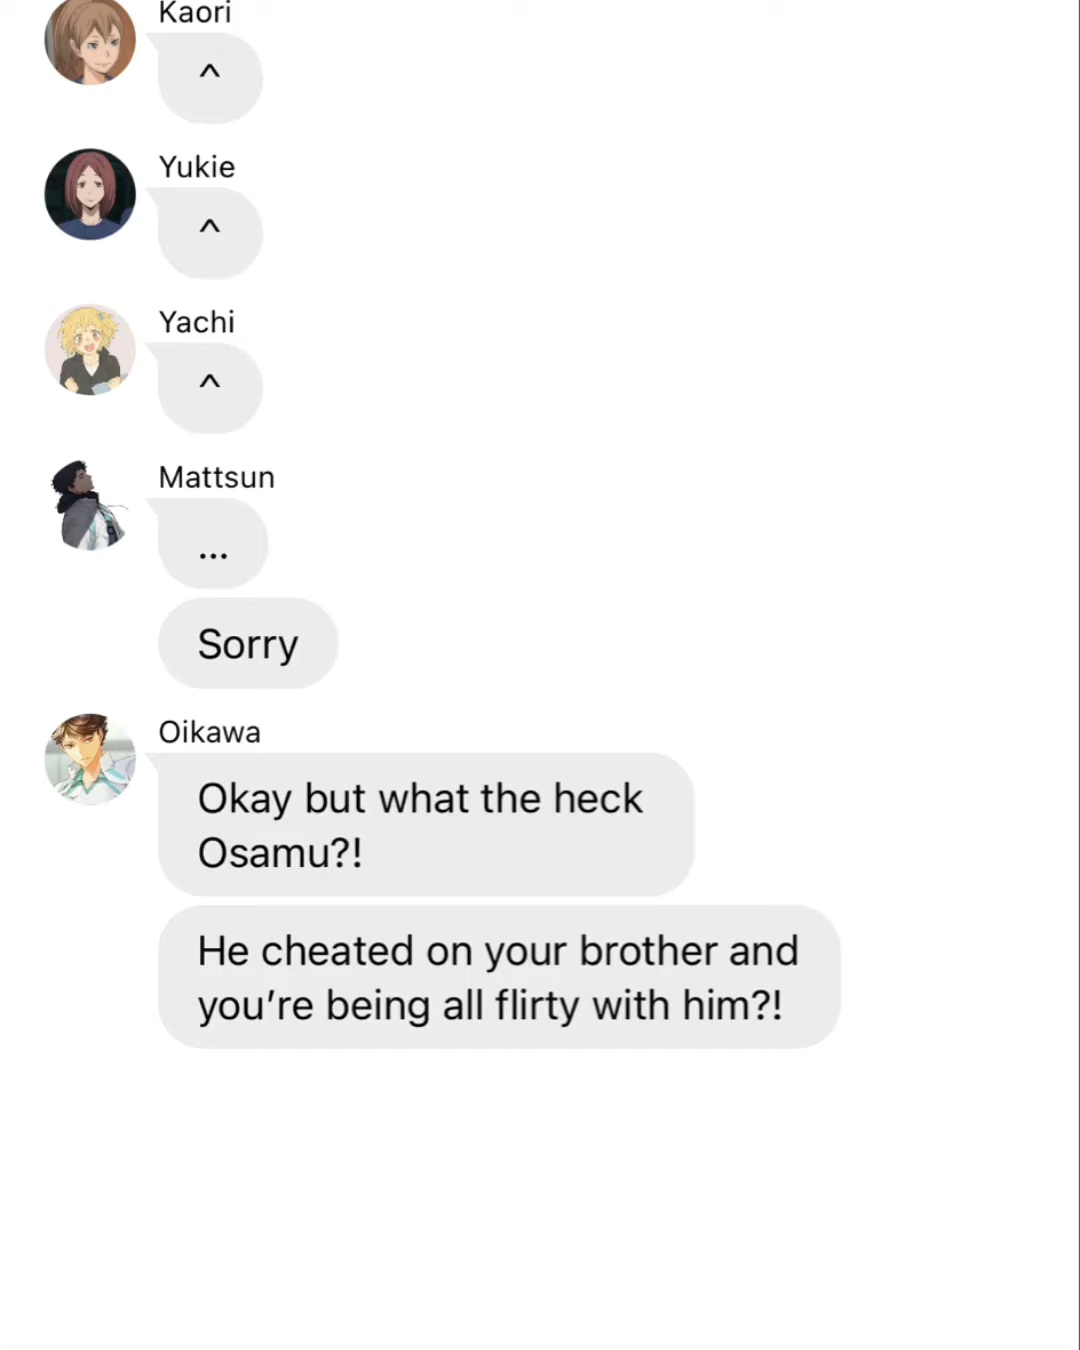 Kaori
^
Yukie
^
Yachi
^
Mattsun
...
Sorry
Oikawa
Okay but what the heck
Osamu?!
He cheated on your brother and
you’re being all flirty with him?!